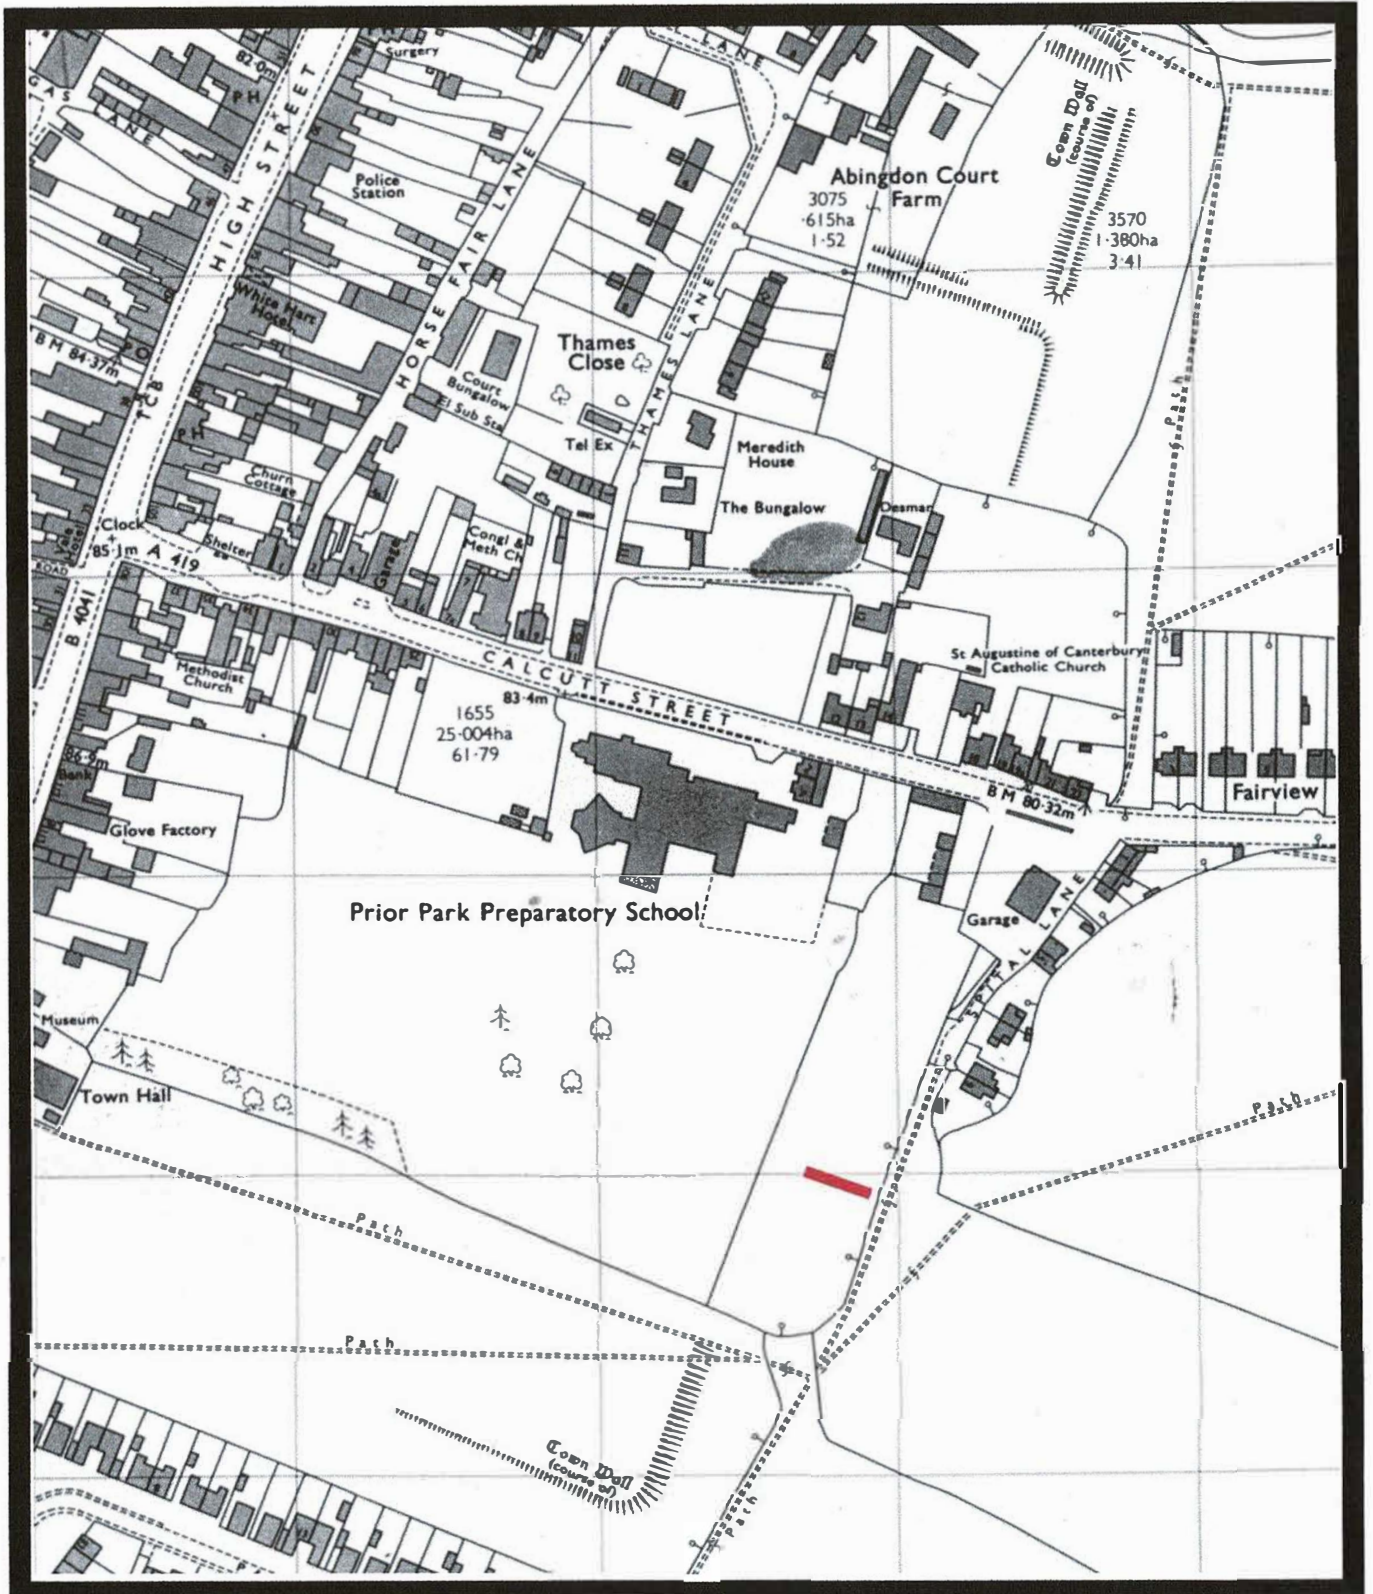 PH
Surgery
LANE
82·0m
PH
GAS
LANE
HIGH STREET
Police
Station
HORSE FAIR LANE
Abingdon Court
Farm
3075
·615ha
1·52
Town Wall
(course of)
3570
1·380ha
3·41
White Hart
Hotel
PO
BM 84·37m
TCB
Thames
Close
THAMES LANE
Court
Bungalow
El Sub Sta
Tel Ex
Path
PH
Churn
Cottage
Meredith
House
The Bungalow
Clock
85·1m
A 419
Shelter
Garage
Congl &
Meth Ch
ROAD
B 4041
Methodist
Church
CALCUTT STREET
83·4m
St Augustine of Canterbury
Catholic Church
1655
25·004ha
61·79
86·9m
Bank
BM 80·32m
Fairview
Glove Factory
Prior Park Preparatory School
Garage
SPITAL LANE
Museum
Town Hall
Path
Path
Path
Town Wall
(course of)
Path